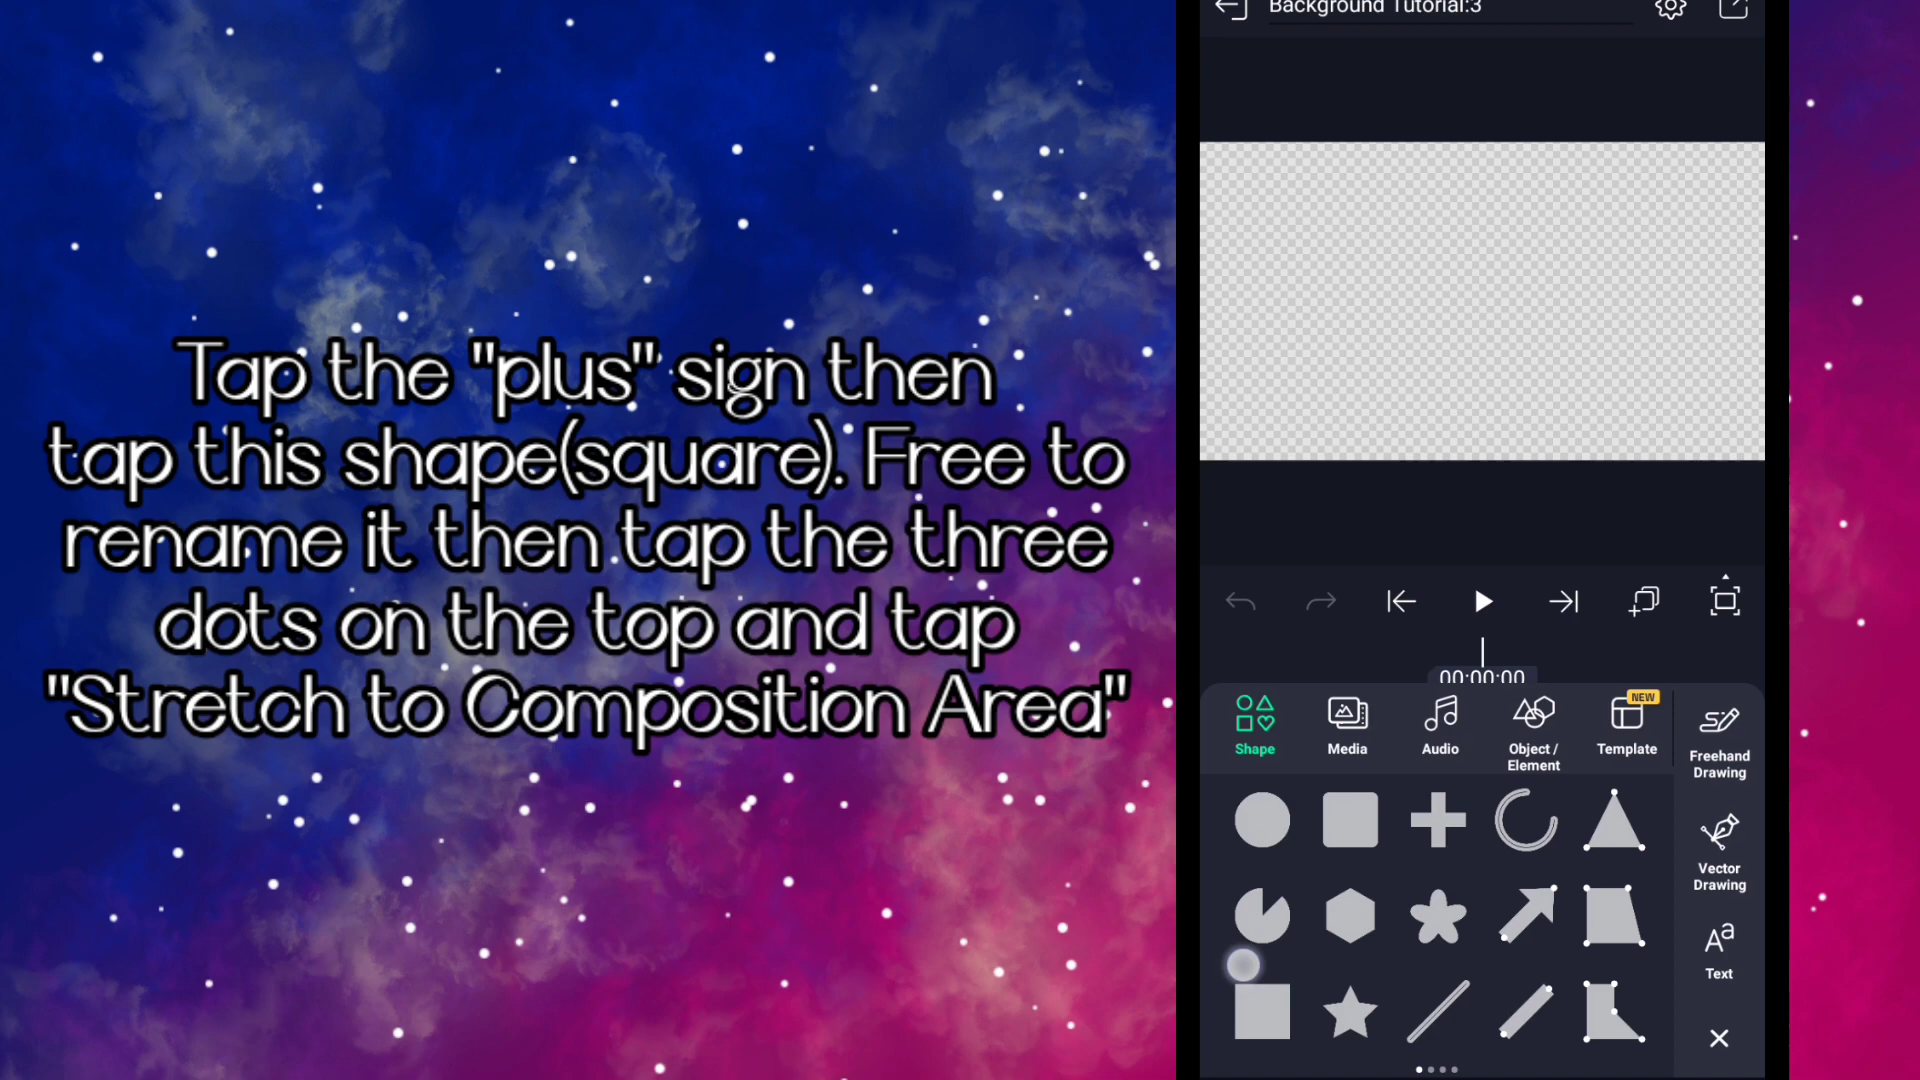 Background Tutorial:3
Tap the "plus" sign then
tap this shape(square). Free to
rename it then tap the three
dots on the top and tap
"Stretch to Composition Area"
00:00:00
NEW
Shape
Media
Audio
Object /
Element
Template
Freehand
Drawing
Vector
Drawing
Aa
Text